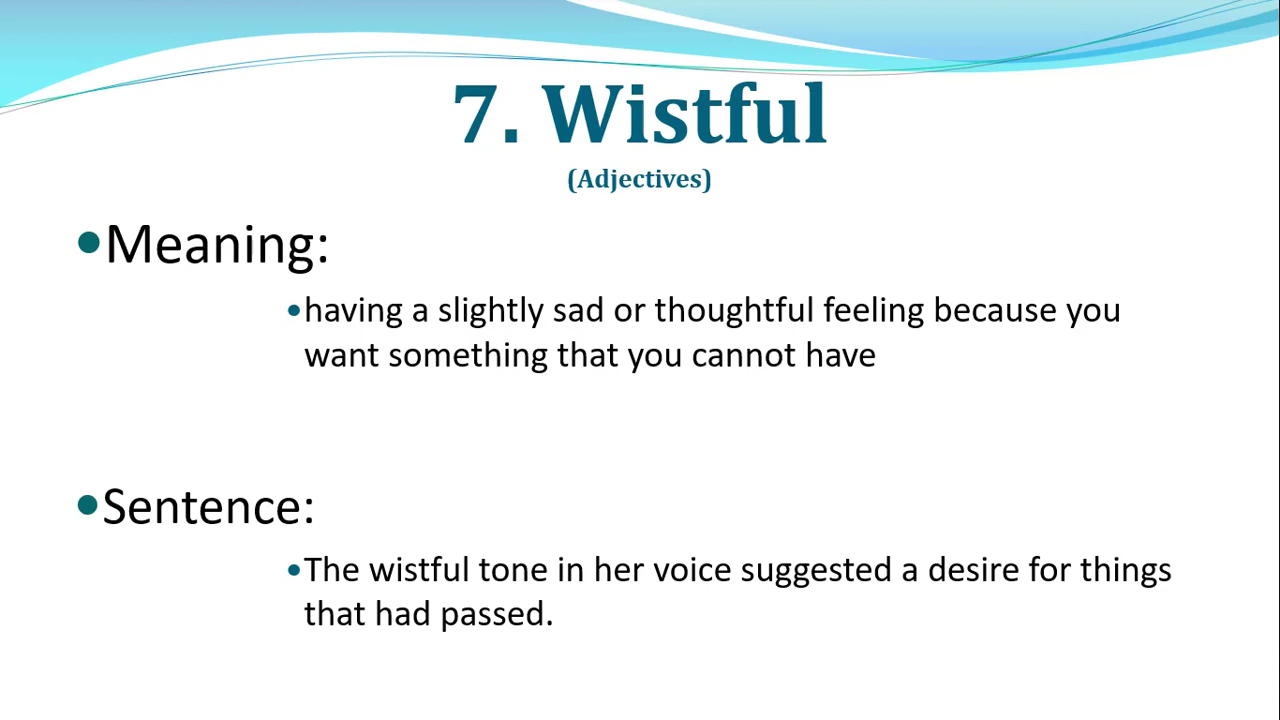 7. Wistful
(Adjectives)
•Meaning:
•having a slightly sad or thoughtful feeling because you
want something that you cannot have
•Sentence:
•The wistful tone in her voice suggested a desire for things
that had passed.